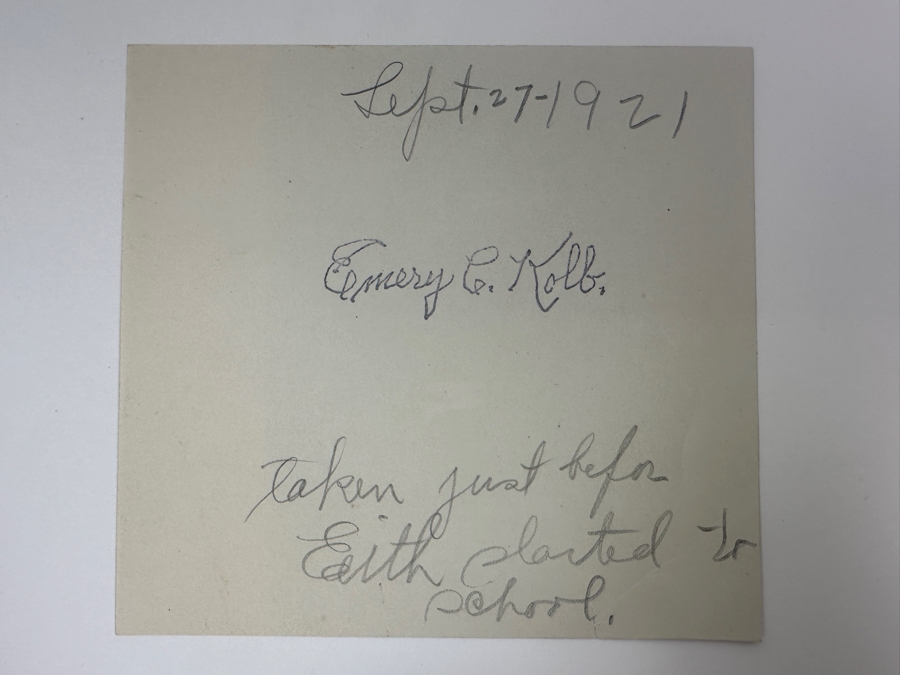 Sept. 27-1921
Emery C. Kolb.
taken just befor
Edith started to
school.